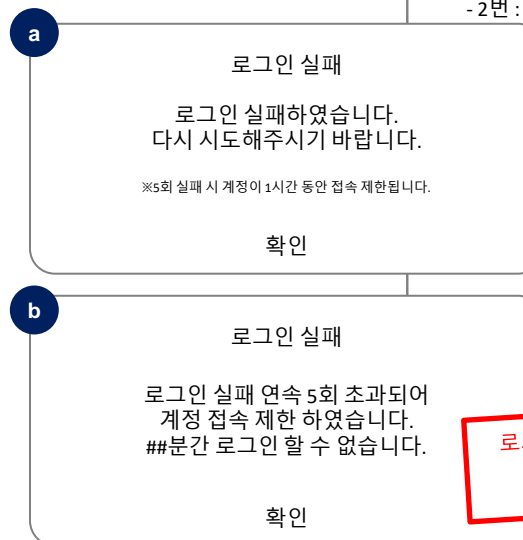 - 2번 :
a
로그인 실패
로그인 실패하였습니다.
다시 시도해주시기 바랍니다.
※5회 실패 시 계정이 1시간 동안 접속 제한됩니다.
확인
b
로그인 실패
로그인 실패 연속 5회 초과되어
계정 접속 제한 하였습니다.
##분간 로그인 할 수 없습니다.
로
확인